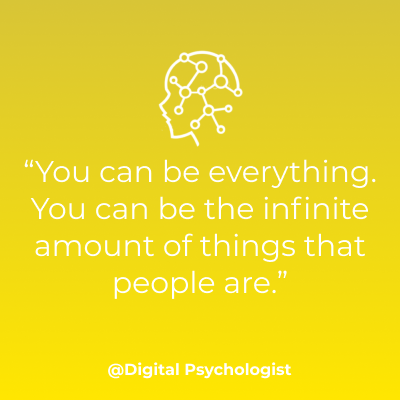 “You can be everything.
You can be the infinite
amount of things that
people are.”
@Digital Psychologist